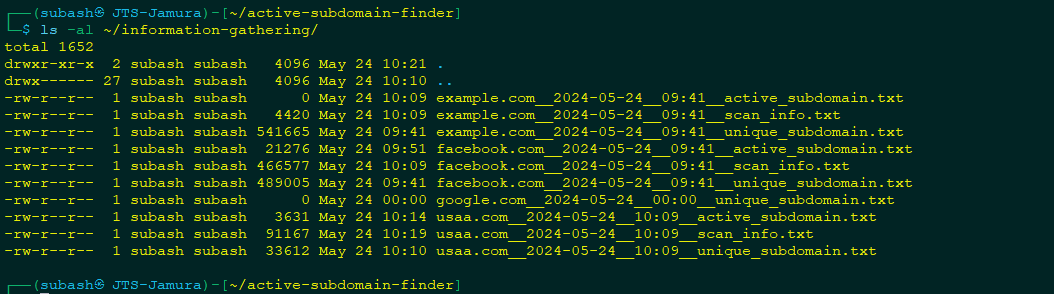 ┌──(subash㉿ JTS-Jamura)-[~/active-subdomain-finder]
└─$ ls -al ~/information-gathering/
total 1652
drwxr-xr-x  2 subash subash   4096 May 24 10:21 .
drwx------ 27 subash subash   4096 May 24 10:10 ..
-rw-r--r--  1 subash subash      0 May 24 10:09 example.com__2024-05-24__09:41__active_subdomain.txt
-rw-r--r--  1 subash subash   4420 May 24 10:09 example.com__2024-05-24__09:41__scan_info.txt
-rw-r--r--  1 subash subash 541665 May 24 09:41 example.com__2024-05-24__09:41__unique_subdomain.txt
-rw-r--r--  1 subash subash  21276 May 24 09:51 facebook.com__2024-05-24__09:41__active_subdomain.txt
-rw-r--r--  1 subash subash 466577 May 24 10:09 facebook.com__2024-05-24__09:41__scan_info.txt
-rw-r--r--  1 subash subash 489005 May 24 09:41 facebook.com__2024-05-24__09:41__unique_subdomain.txt
-rw-r--r--  1 subash subash      0 May 24 00:00 google.com__2024-05-24__00:00__unique_subdomain.txt
-rw-r--r--  1 subash subash   3631 May 24 10:14 usaa.com__2024-05-24__10:09__active_subdomain.txt
-rw-r--r--  1 subash subash  91167 May 24 10:19 usaa.com__2024-05-24__10:09__scan_info.txt
-rw-r--r--  1 subash subash  33612 May 24 10:10 usaa.com__2024-05-24__10:09__unique_subdomain.txt
┌──(subash㉿ JTS-Jamura)-[~/active-subdomain-finder]